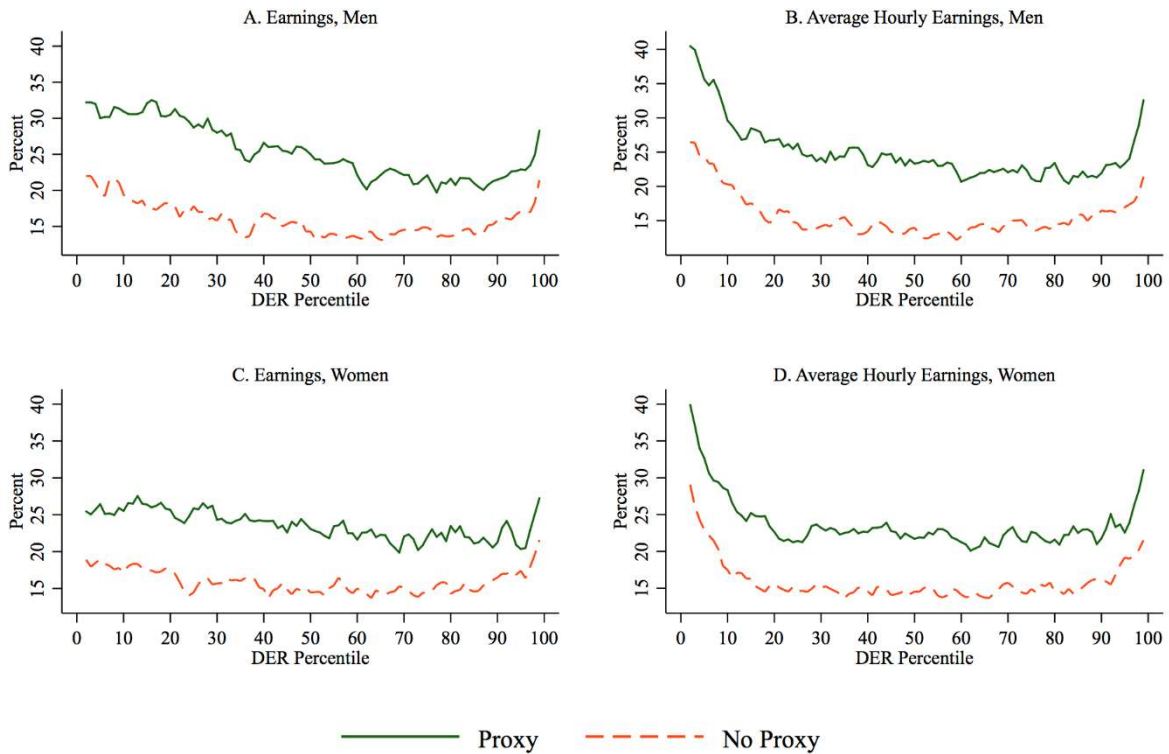 A. Earnings, Men
Percent
40
35
30
25
20
15
0 10 20 30 40 50 60 70 80 90 100
DER Percentile
B. Average Hourly Earnings, Men
Percent
40
35
30
25
20
15
0 10 20 30 40 50 60 70 80 90 100
DER Percentile
C. Earnings, Women
Percent
40
35
30
25
20
15
0 10 20 30 40 50 60 70 80 90 100
DER Percentile
D. Average Hourly Earnings, Women
Percent
40
35
30
25
20
15
0 10 20 30 40 50 60 70 80 90 100
DER Percentile
Proxy No Proxy